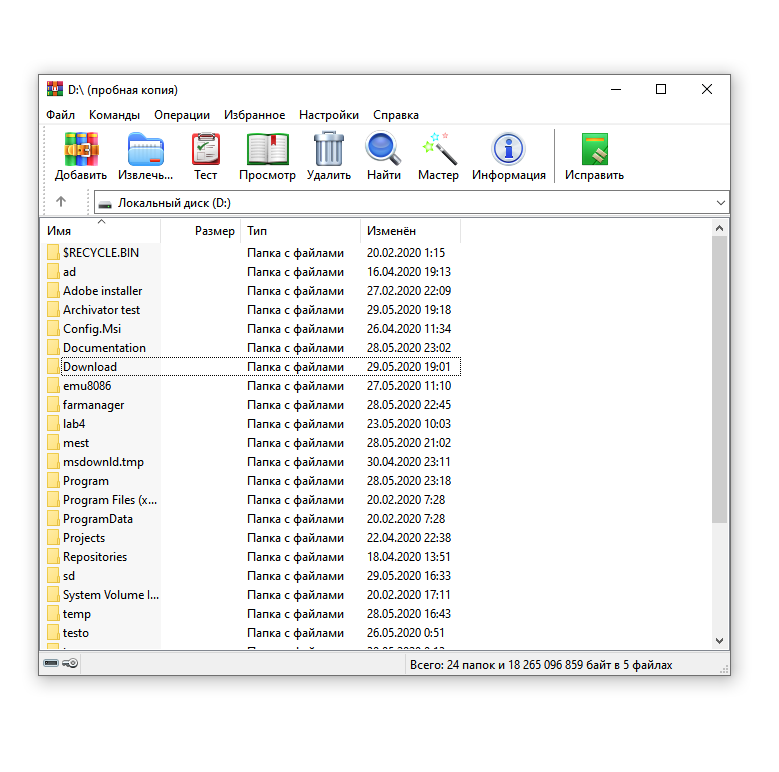 D:\ (пробная копия)
Файл Команды Операции Избранное Настройки Справка
Добавить Извлечь... Тест Просмотр Удалить Найти Мастер Информация Исправить
Локальный диск (D:)
Имя Размер Тип Изменён
$RECYCLE.BIN Папка с файлами 20.02.2020 1:15
ad Папка с файлами 16.04.2020 19:13
Adobe installer Папка с файлами 27.02.2020 22:09
Archivator test Папка с файлами 29.05.2020 19:18
Config.Msi Папка с файлами 26.04.2020 11:34
Documentation Папка с файлами 28.05.2020 23:02
Download Папка с файлами 29.05.2020 19:01
emu8086 Папка с файлами 27.05.2020 11:10
farmanager Папка с файлами 28.05.2020 22:45
lab4 Папка с файлами 23.05.2020 10:03
mest Папка с файлами 28.05.2020 21:02
msdownld.tmp Папка с файлами 30.04.2020 23:11
Program Папка с файлами 28.05.2020 23:18
Program Files (x... Папка с файлами 20.02.2020 7:28
ProgramData Папка с файлами 20.02.2020 7:28
Projects Папка с файлами 22.04.2020 22:38
Repositories Папка с файлами 18.04.2020 13:51
sd Папка с файлами 29.05.2020 16:33
System Volume I... Папка с файлами 20.02.2020 17:11
temp Папка с файлами 28.05.2020 16:43
testo Папка с файлами 26.05.2020 0:51
Всего: 24 папок и 18 265 096 859 байт в 5 файлах